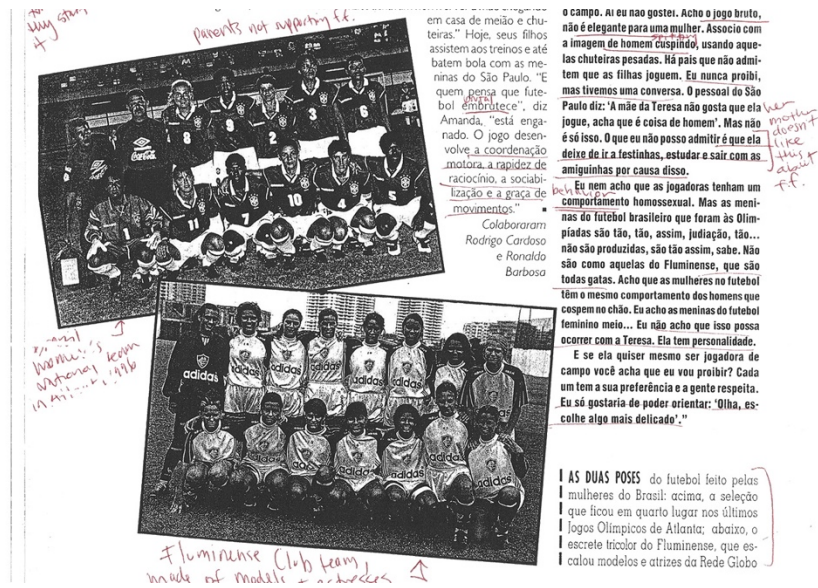 thy story
parents not supporting f.f.
em casa de meião e chu-
teiras." Hoje, seus filhos
assistem aos treinos e até
batem bola com as me-
ninas do São Paulo. "E
quem pensa que fute-
bol embrutece", diz
Amanda, "está enga-
nado. O jogo desen-
volve a coordenação
motora, a rapidez de
raciocínio, a sociabi-
lização e a graça de
movimentos." ■
Colaboraram
Rodrigo Cardoso
e Ronaldo
Barbosa
o campo. Aí eu não gostei. Acho o jogo bruto,
não é elegante para uma mulher. Associo com
spitting
a imagem de homem cuspindo, usando aque-
las chuteiras pesadas. Há pais que não admi-
tem que as filhas joguem. Eu nunca proibi,
mas tivemos uma conversa. O pessoal do São
Paulo diz: 'A mãe da Teresa não gosta que ela
jogue, acha que é coisa de homem'. Mas não
é só isso. O que eu não posso admitir é que ela
deixe de ir a festinhas, estudar e sair com as
amiguinhas por causa disso.
her
mother
doesn't
like
this
about
f.f.
Eu nem acho que as jogadoras tenham um
behavior
comportamento homossexual. Mas as meni-
nas do futebol brasileiro que foram às Olim-
píadas são tão, tão, assim, judiação, tão...
não são produzidas, são tão assim, sabe. Não
são como aquelas do Fluminense, que são
todas gatas. Acho que as mulheres no futebol
têm o mesmo comportamento dos homens que
cospem no chão. Eu acho as meninas do futebol
feminino meio... Eu não acho que isso possa
ocorrer com a Teresa. Ela tem personalidade.
E se ela quiser mesmo ser jogadora de
campo você acha que eu vou proibir? Cada
um tem a sua preferência e a gente respeita.
Eu só gostaria de poder orientar: 'Olha, es-
colhe algo mais delicado'."
women's
national team
in 1996
adidas adidas adidas adidas
adidas adidas adidas adidas
Fluminense Club team,
made of models + actresses
AS DUAS POSES do futebol feito pelas
mulheres do Brasil: acima, a seleção
que ficou em quarto lugar nos últimos
Jogos Olímpicos de Atlanta; abaixo, o
escrete tricolor do Fluminense, que es-
calou modelos e atrizes da Rede Globo